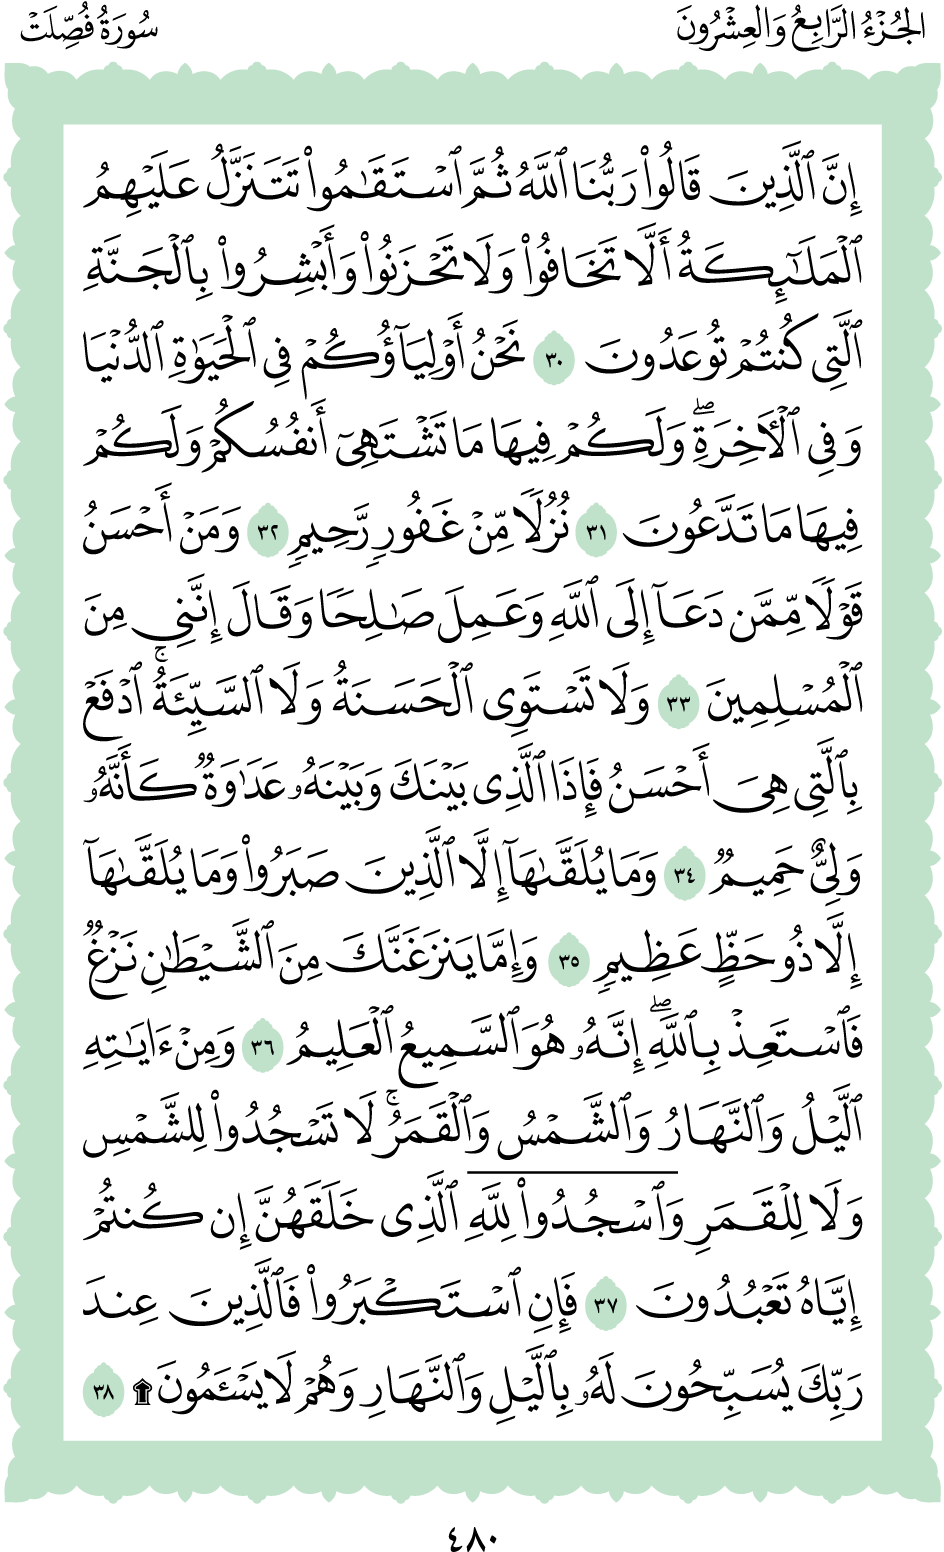 الجُزْءُ الرَّابِعُ وَالعِشْرُونَ
سُورَةُ فُصِّلَتْ
إِنَّ ٱلَّذِينَ قَالُوا۟ رَبُّنَا ٱللَّهُ ثُمَّ ٱسْتَقَٰمُوا۟ تَتَنَزَّلُ عَلَيْهِمُ
ٱلْمَلَٰٓئِكَةُ أَلَّا تَخَافُوا۟ وَلَا تَحْزَنُوا۟ وَأَبْشِرُوا۟ بِٱلْجَنَّةِ
ٱلَّتِى كُنتُمْ تُوعَدُونَ ٣٠ نَحْنُ أَوْلِيَآؤُكُمْ فِى ٱلْحَيَوٰةِ ٱلدُّنْيَا
وَفِى ٱلْءَاخِرَةِ ۖ وَلَكُمْ فِيهَا مَا تَشْتَهِىٓ أَنفُسُكُمْ وَلَكُمْ
فِيهَا مَا تَدَّعُونَ ٣١ نُزُلًا مِّنْ غَفُورٍ رَّحِيمٍ ٣٢ وَمَنْ أَحْسَنُ
قَوْلًا مِّمَّن دَعَآ إِلَى ٱللَّهِ وَعَمِلَ صَٰلِحًا وَقَالَ إِنَّنِى مِنَ
ٱلْمُسْلِمِينَ ٣٣ وَلَا تَسْتَوِى ٱلْحَسَنَةُ وَلَا ٱلسَّيِّئَةُ ۚ ٱدْفَعْ
بِٱلَّتِى هِىَ أَحْسَنُ فَإِذَا ٱلَّذِى بَيْنَكَ وَبَيْنَهُۥ عَدَٰوَةٌ كَأَنَّهُۥ
وَلِىٌّ حَمِيمٌ ٣٤ وَمَا يُلَقَّىٰهَآ إِلَّا ٱلَّذِينَ صَبَرُوا۟ وَمَا يُلَقَّىٰهَآ
إِلَّا ذُو حَظٍّ عَظِيمٍ ٣٥ وَإِمَّا يَنزَغَنَّكَ مِنَ ٱلشَّيْطَٰنِ نَزْغٌ
فَٱسْتَعِذْ بِٱللَّهِ ۖ إِنَّهُۥ هُوَ ٱلسَّمِيعُ ٱلْعَلِيمُ ٣٦ وَمِنْ ءَايَٰتِهِ
ٱلَّيْلُ وَٱلنَّهَارُ وَٱلشَّمْسُ وَٱلْقَمَرُ ۚ لَا تَسْجُدُوا۟ لِلشَّمْسِ
وَلَا لِلْقَمَرِ وَٱسْجُدُوا۟ لِلَّهِ ٱلَّذِى خَلَقَهُنَّ إِن كُنتُمْ
إِيَّاهُ تَعْبُدُونَ ٣٧ فَإِنِ ٱسْتَكْبَرُوا۟ فَٱلَّذِينَ عِندَ
رَبِّكَ يُسَبِّحُونَ لَهُۥ بِٱلَّيْلِ وَٱلنَّهَارِ وَهُمْ لَا يَسْـَٔمُونَ ۩ ٣٨
٤٨٠